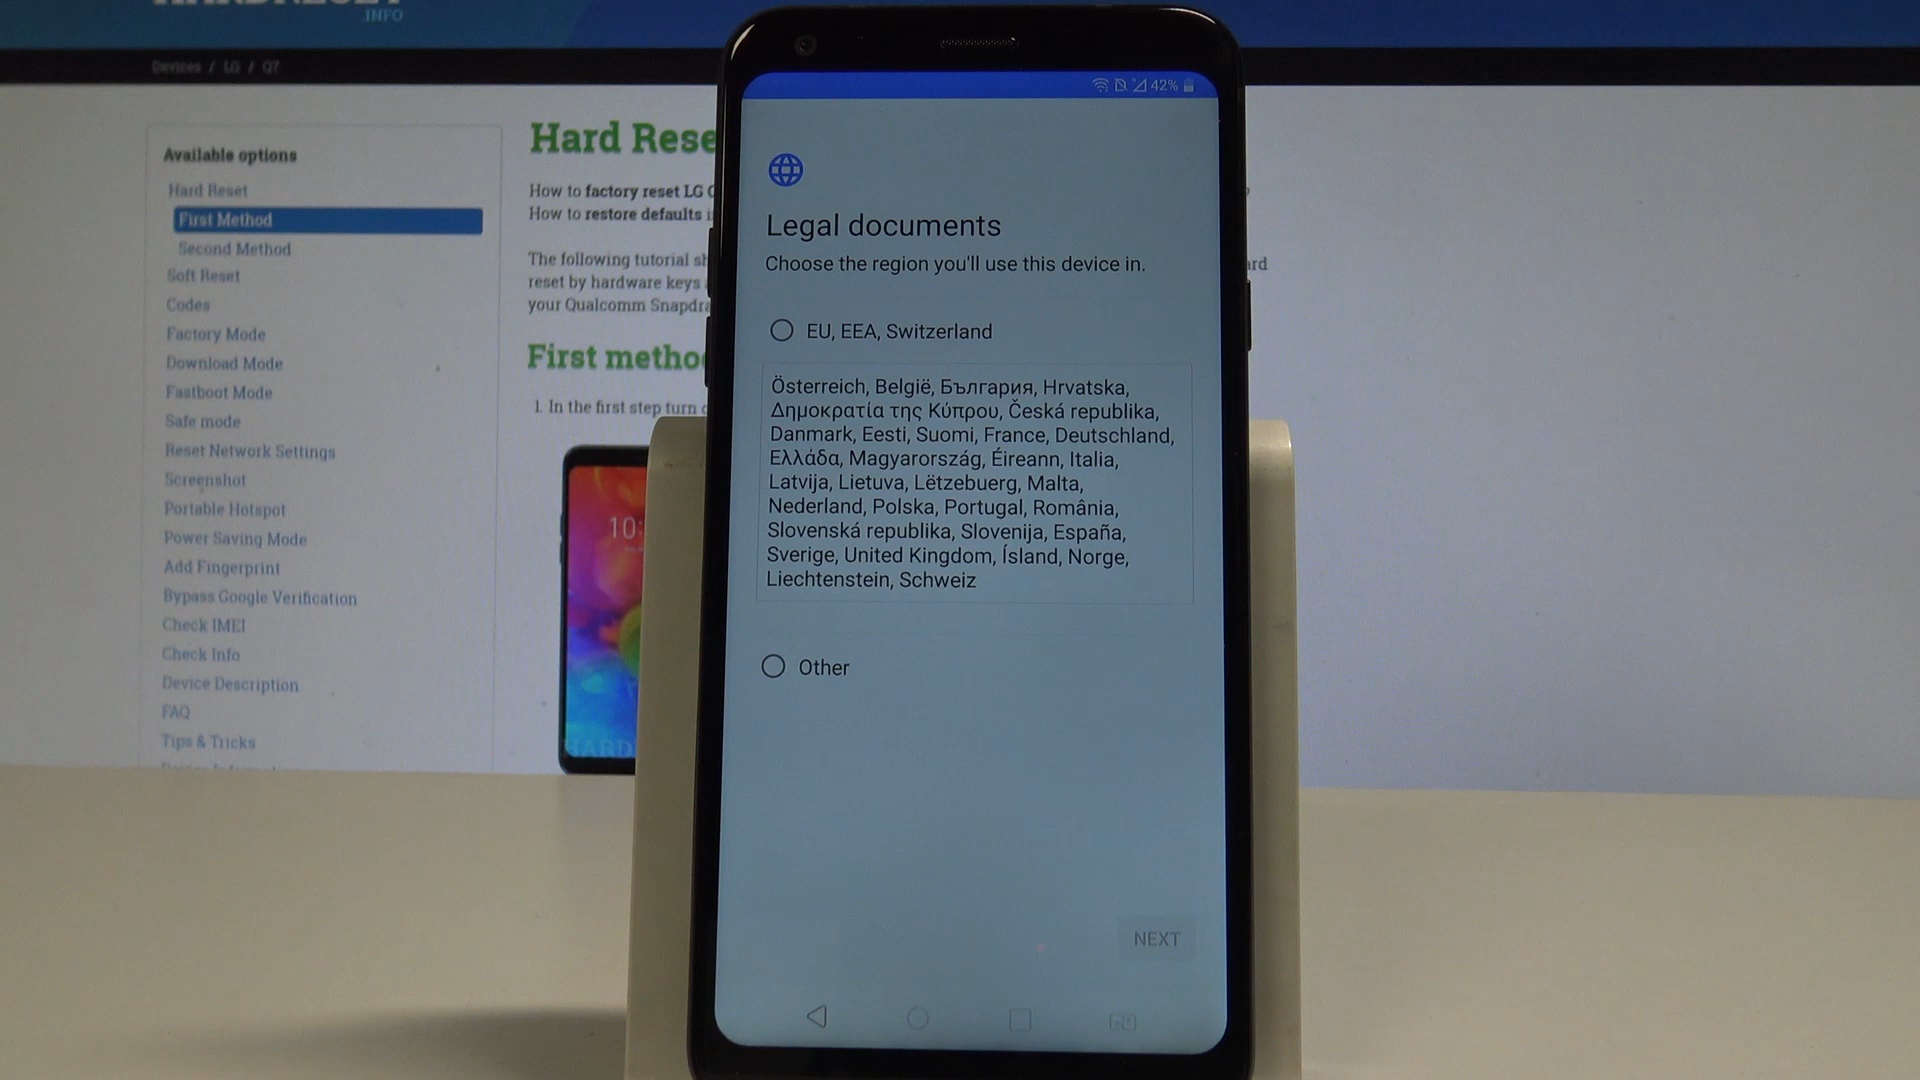 INFO
Devices / LG / Q7
Available options
Hard Reset
First Method
Second Method
Soft Reset
Codes
Factory Mode
Download Mode
Fastboot Mode
Safe mode
Reset Network Settings
Screenshot
Portable Hotspot
Power Saving Mode
Add Fingerprint
Bypass Google Verification
Check IMEI
Check Info
Device Description
FAQ
Tips & Tricks
Hard Rese
How to factory reset LG
How to restore defaults
The following tutorial
reset by hardware keys
your Qualcomm Snapdra
First metho
1. In the first step turn
10:
HARD
42%
Legal documents
Choose the region you'll use this device in.
EU, EEA, Switzerland
Österreich, België, България, Hrvatska,
Δημοκρατία της Κύπρου, Česká republika,
Danmark, Eesti, Suomi, France, Deutschland,
Ελλάδα, Magyarország, Éireann, Italia,
Latvija, Lietuva, Lëtzebuerg, Malta,
Nederland, Polska, Portugal, România,
Slovenská republika, Slovenija, España,
Sverige, United Kingdom, Ísland, Norge,
Liechtenstein, Schweiz
Other
NEXT